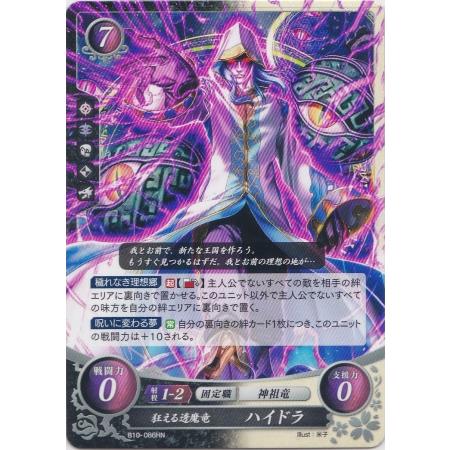 7
我とお前で、新たな王国を作ろう。
もうすぐ見つかるはずだ。我とお前の理想の地が…
穢れなき理想郷 起 【】主人公でないすべての敵を相手の絆
エリアに裏向きで置かせる。このユニット以外で主人公でないすべて
の味方を自分の絆エリアに裏向きで置く。
呪いに変わる夢 常 自分の裏向きの絆カード1枚につき、このユニット
の戦闘力は+10される。
戦闘力
0
射程 1-2 固定職 神祖竜
支援力
0
狂える透魔竜 ハイドラ
B10-086HN
Illust：米子